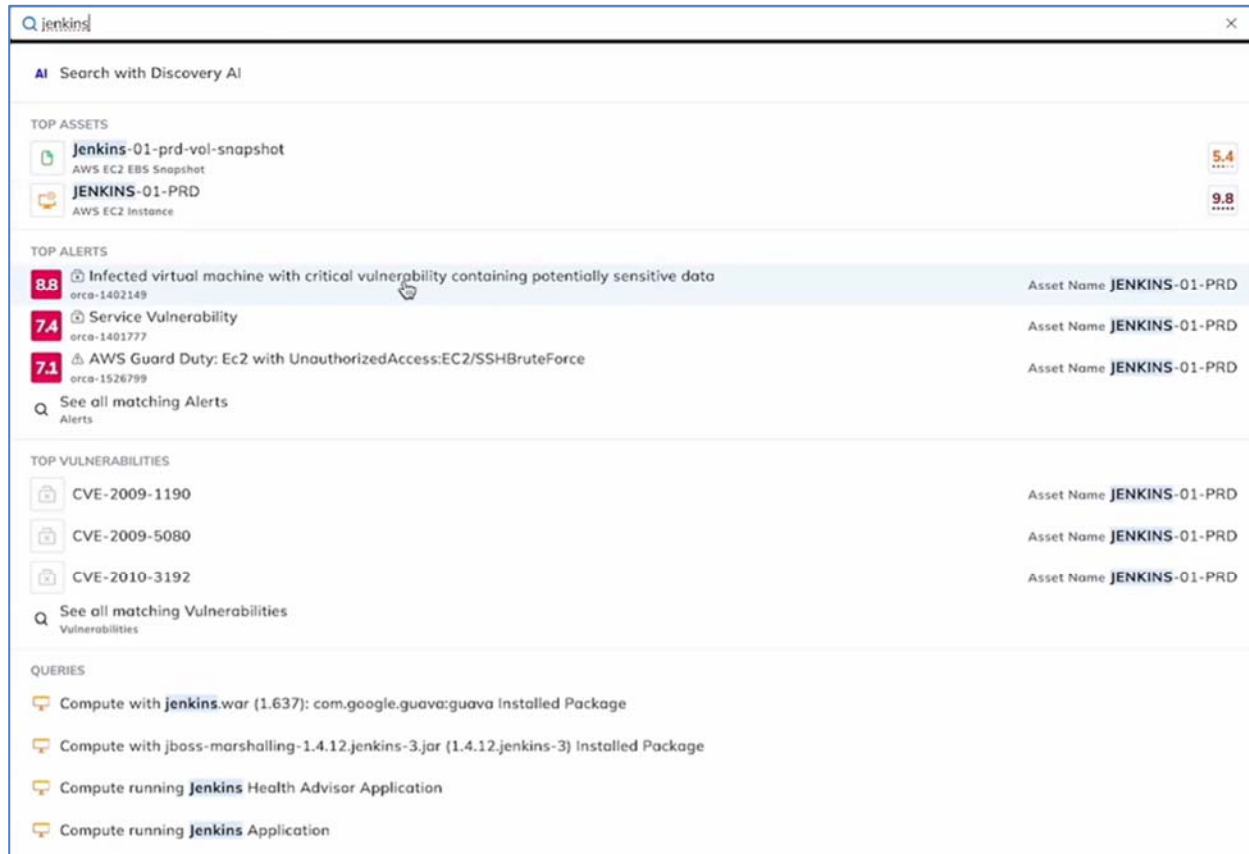 jenkins
AI Search with Discovery AI
TOP ASSETS
Jenkins-01-prd-vol-snapshot
AWS EC2 EBS Snapshot
5.4
JENKINS-01-PRD
AWS EC2 Instance
9.8
TOP ALERTS
8.8 Infected virtual machine with critical vulnerability containing potentially sensitive data
orca-1402149
Asset Name JENKINS-01-PRD
7.4 Service Vulnerability
orca-1401777
Asset Name JENKINS-01-PRD
7.1 AWS Guard Duty: Ec2 with UnauthorizedAccess:EC2/SSHBruteForce
orca-1526799
Asset Name JENKINS-01-PRD
See all matching Alerts
Alerts
TOP VULNERABILITIES
CVE-2009-1190 Asset Name JENKINS-01-PRD
CVE-2009-5080 Asset Name JENKINS-01-PRD
CVE-2010-3192 Asset Name JENKINS-01-PRD
See all matching Vulnerabilities
Vulnerabilities
QUERIES
Compute with jenkins.war (1.637): com.google.guava:guava Installed Package
Compute with jboss-marshalling-1.4.12.jenkins-3.jar (1.4.12.jenkins-3) Installed Package
Compute running Jenkins Health Advisor Application
Compute running Jenkins Application